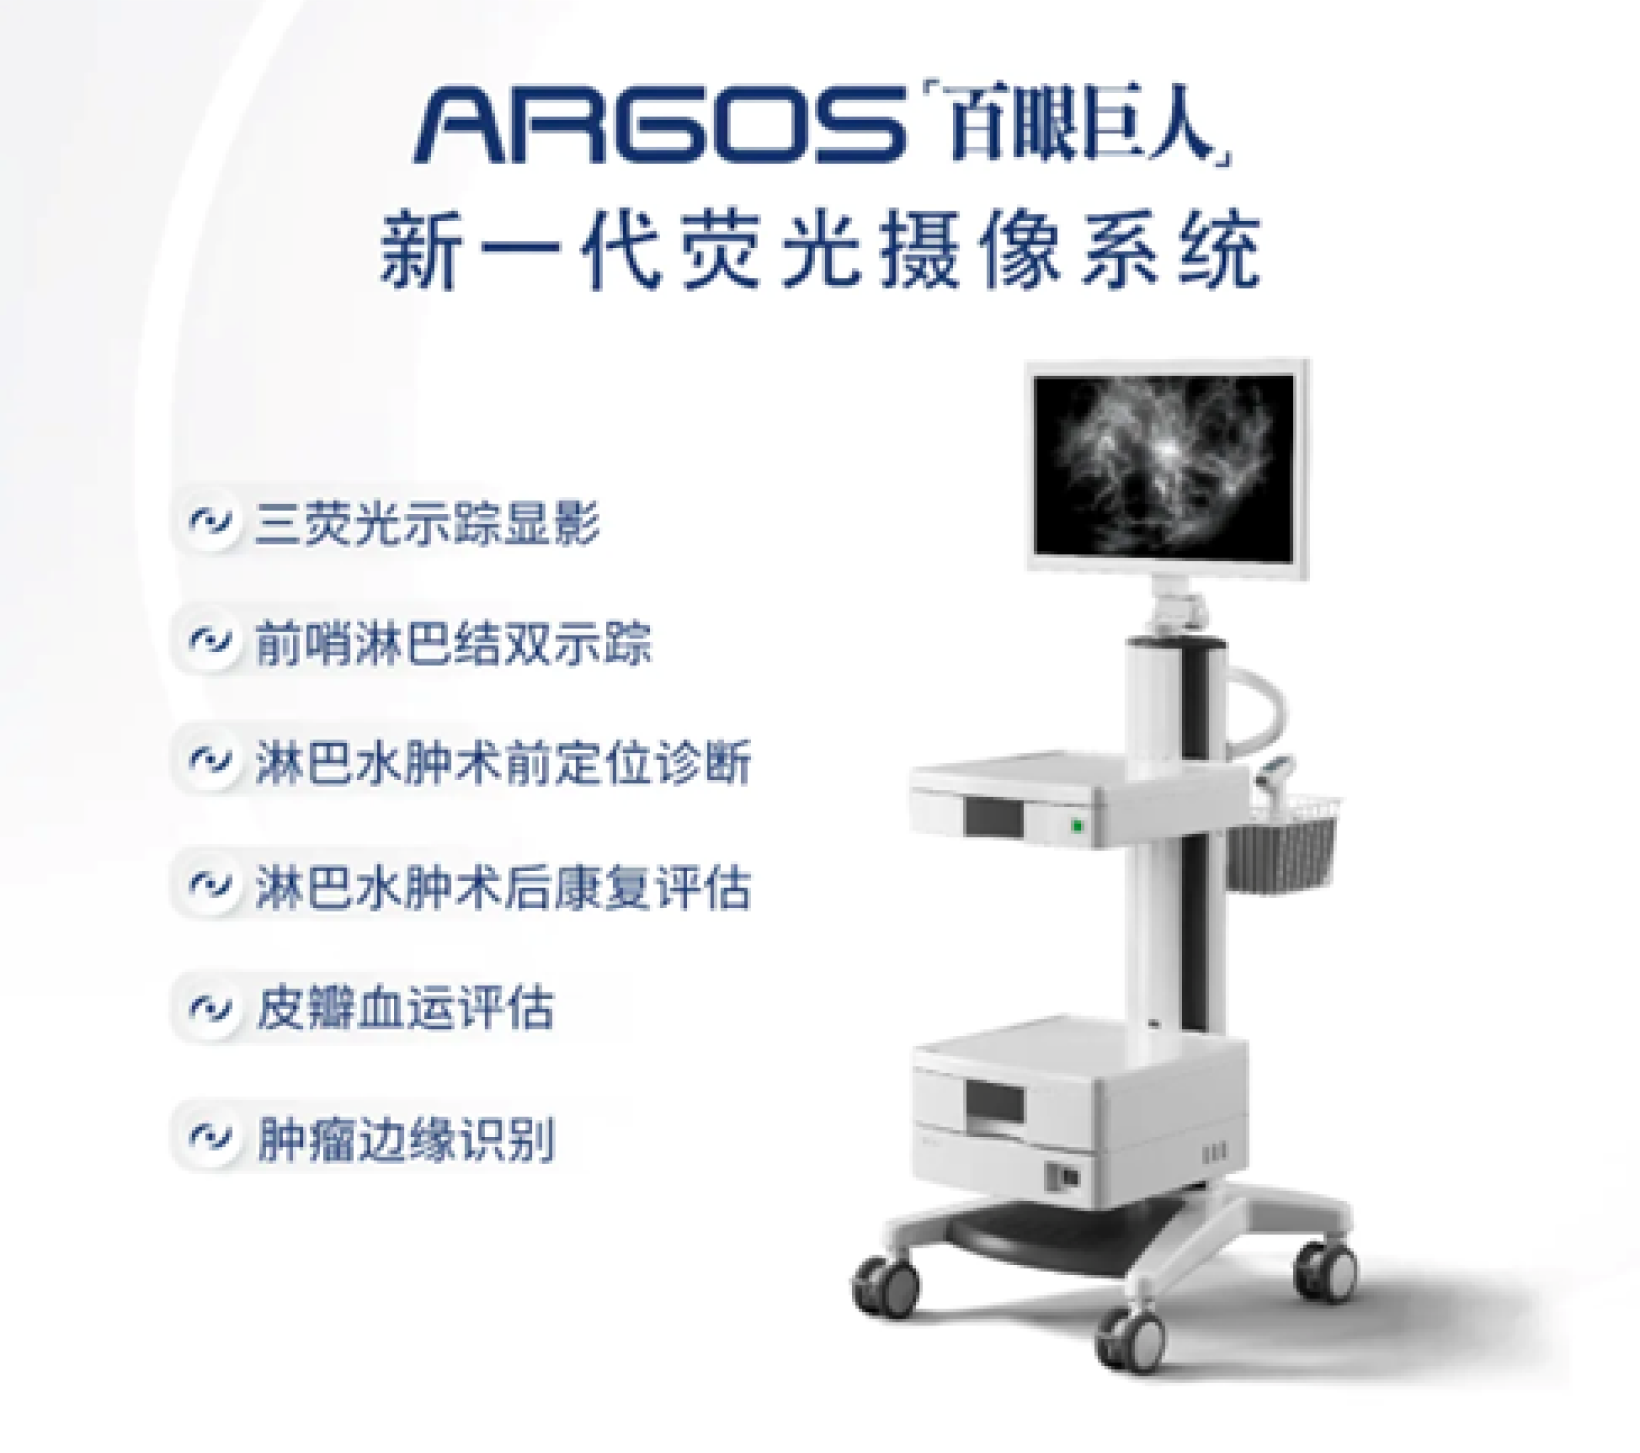 ARGOS「百眼巨人」
新一代荧光摄像系统
三荧光示踪显影
前哨淋巴结双示踪
淋巴水肿术前定位诊断
淋巴水肿术后康复评估
皮瓣血运评估
肿瘤边缘识别